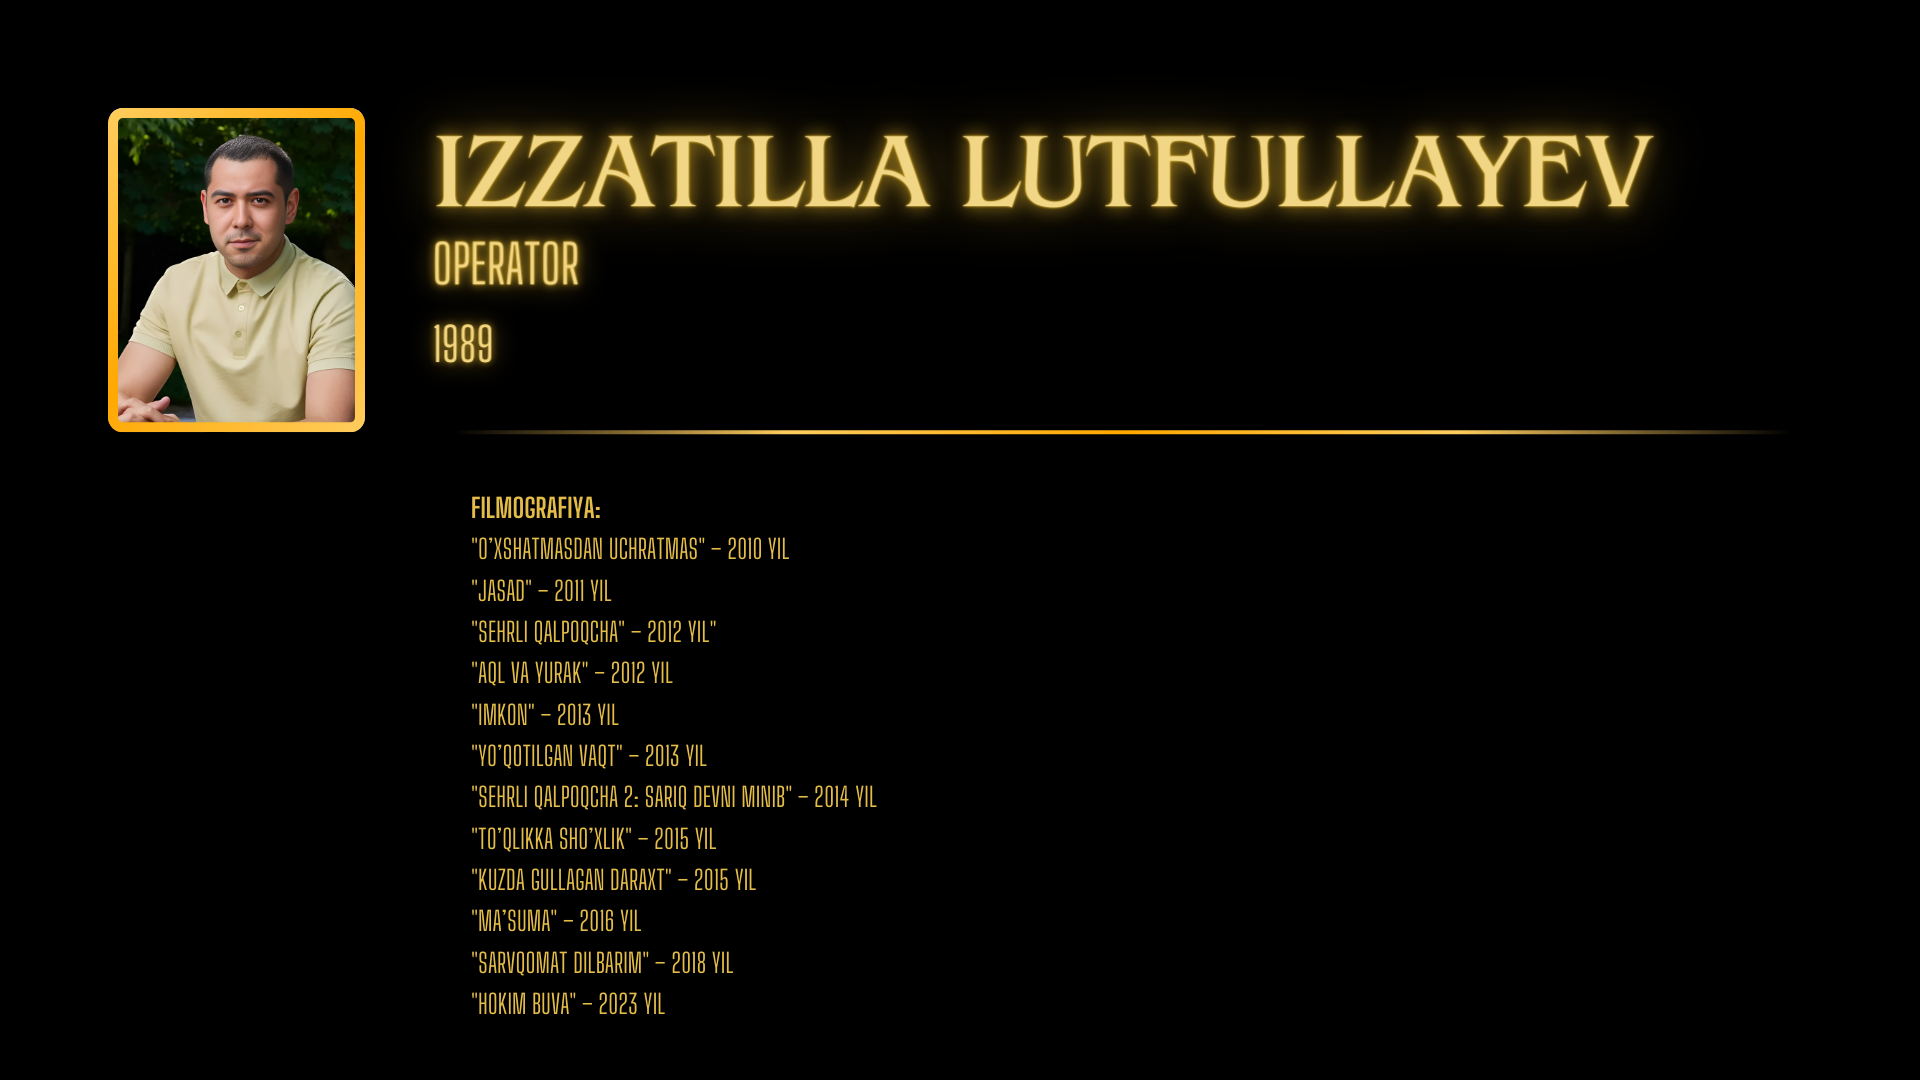 IZZATILLA LUTFULLAYEV
OPERATOR
1989
FILMOGRAFIYA:
"O’XSHATMASDAN UCHRATMAS" – 2010 YIL
"JASAD" – 2011 YIL
"SEHRLI QALPOQCHA" – 2012 YIL"
"AQL VA YURAK" – 2012 YIL
"IMKON" – 2013 YIL
"YO’QOTILGAN VAQT" – 2013 YIL
"SEHRLI QALPOQCHA 2: SARIQ DEVNI MINIB" – 2014 YIL
"TO’QLIKKA SHO’XLIK" – 2015 YIL
"KUZDA GULLAGAN DARAXT" – 2015 YIL
"MA’SUMA" – 2016 YIL
"SARVQOMAT DILBARIM" – 2018 YIL
"HOKIM BUVA" – 2023 YIL